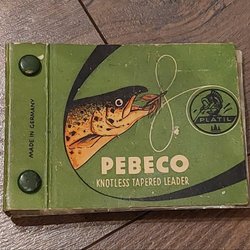 MADE IN GERMANY
PLATIL
PEBECO
KNOTLESS TAPERED LEADER